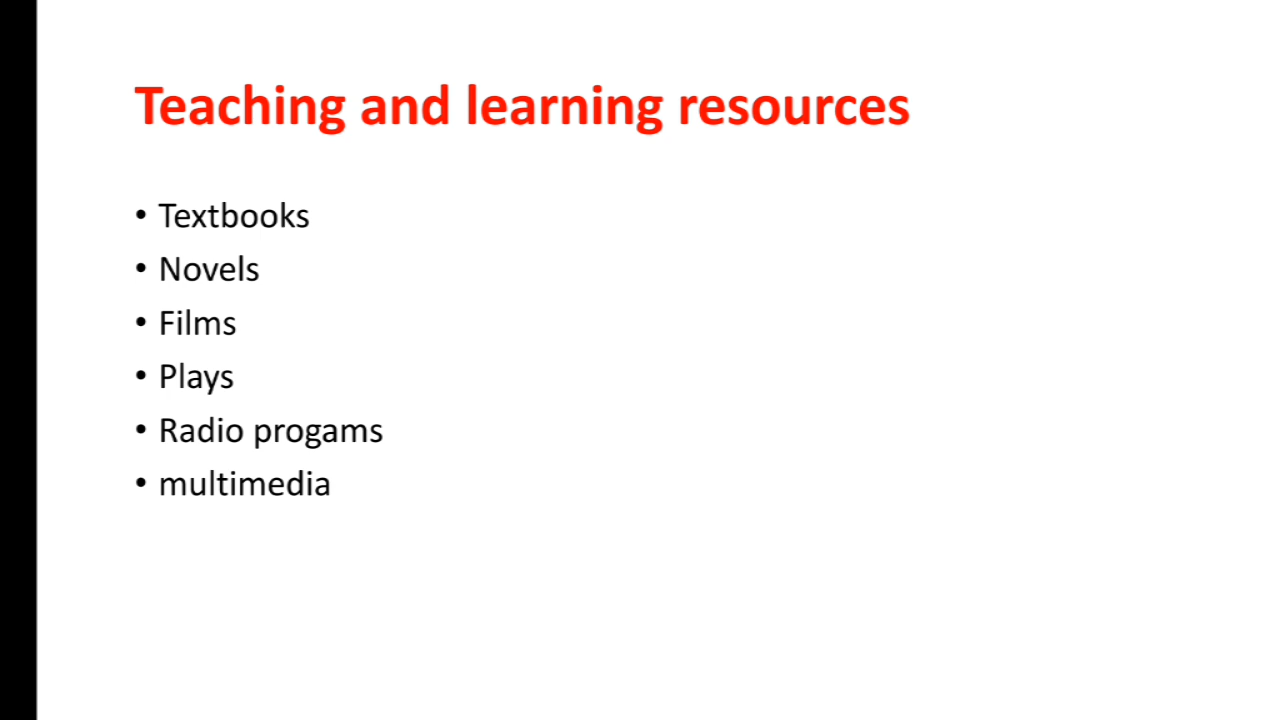 Teaching and learning resources
• Textbooks
• Novels
• Films
• Plays
• Radio progams
• multimedia